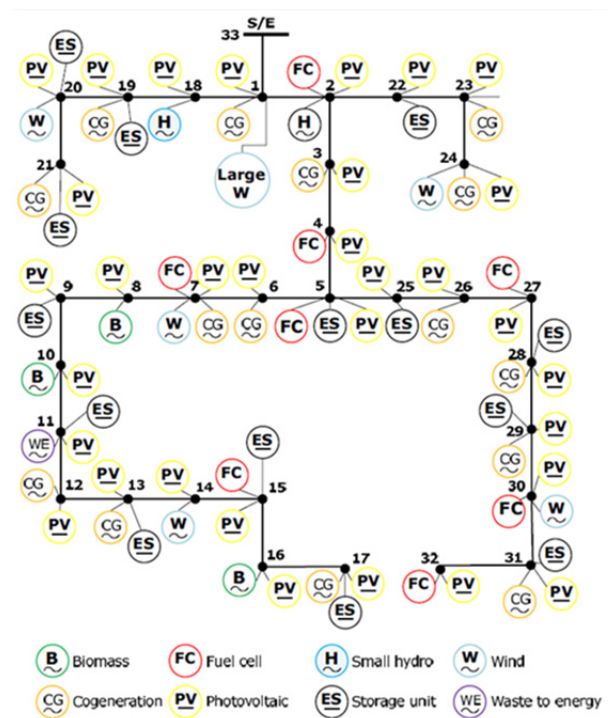 S/E
33
ES
PV PV PV PV FC PV PV PV
20 19 18 1 2 22 23
W CG ES H CG H ES CG
21 3 24
Large
W
CG PV
CG ES PV
W CG PV
4
FC PV
PV PV FC PV PV PV PV FC
9 8 7 6 5 25 26 27
ES B W CG CG FC ES PV ES CG PV
ES
10 28
B PV CG PV
ES ES
11 29
WE PV PV
CG
ES
CG PV PV FC PV
12 13 14 15 30
PV CG ES W PV FC W
16 17 32 31 ES
B PV CG PV FC PV CG PV
ES
B Biomass FC Fuel cell H Small hydro W Wind
CG Cogeneration PV Photovoltaic ES Storage unit WE Waste to energy